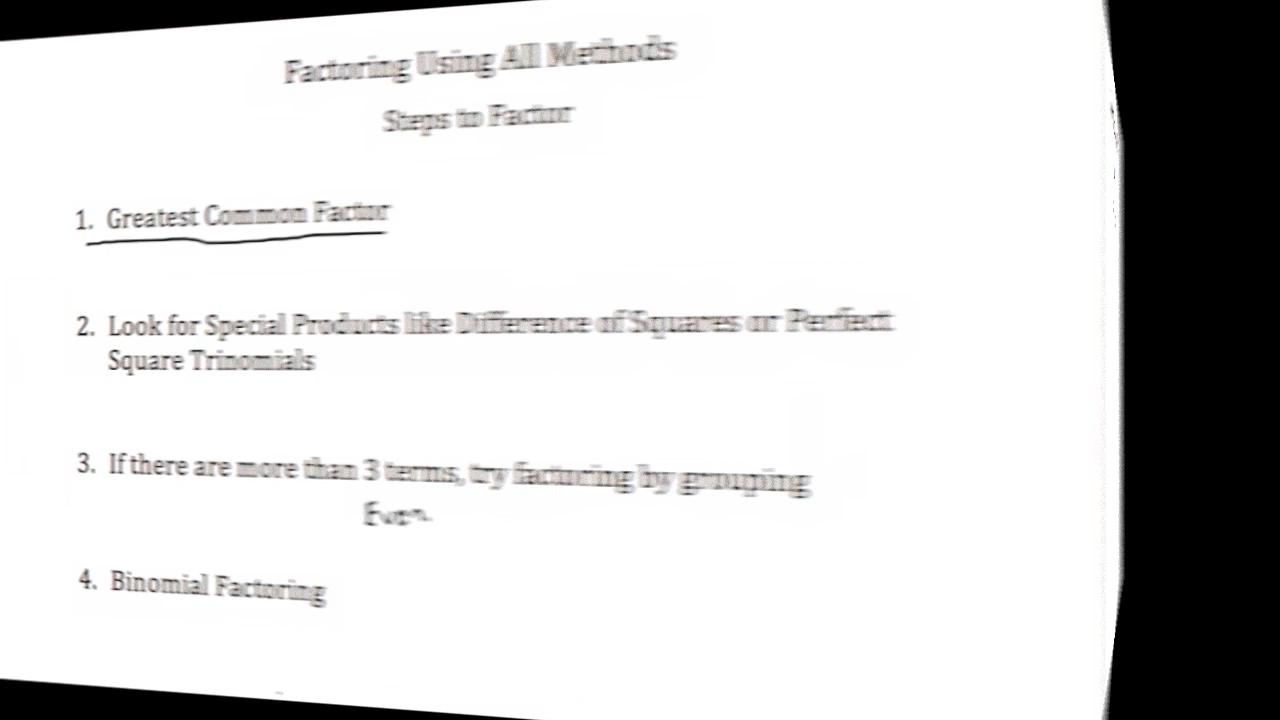 Factoring Using All Methods
Steps to Factor
1. Greatest Common Factor
2. Look for Special Products like Difference of Squares or Perfect
Square Trinomials
3. If there are more than 3 terms, try factoring by grouping
Even
4. Binomial Factoring